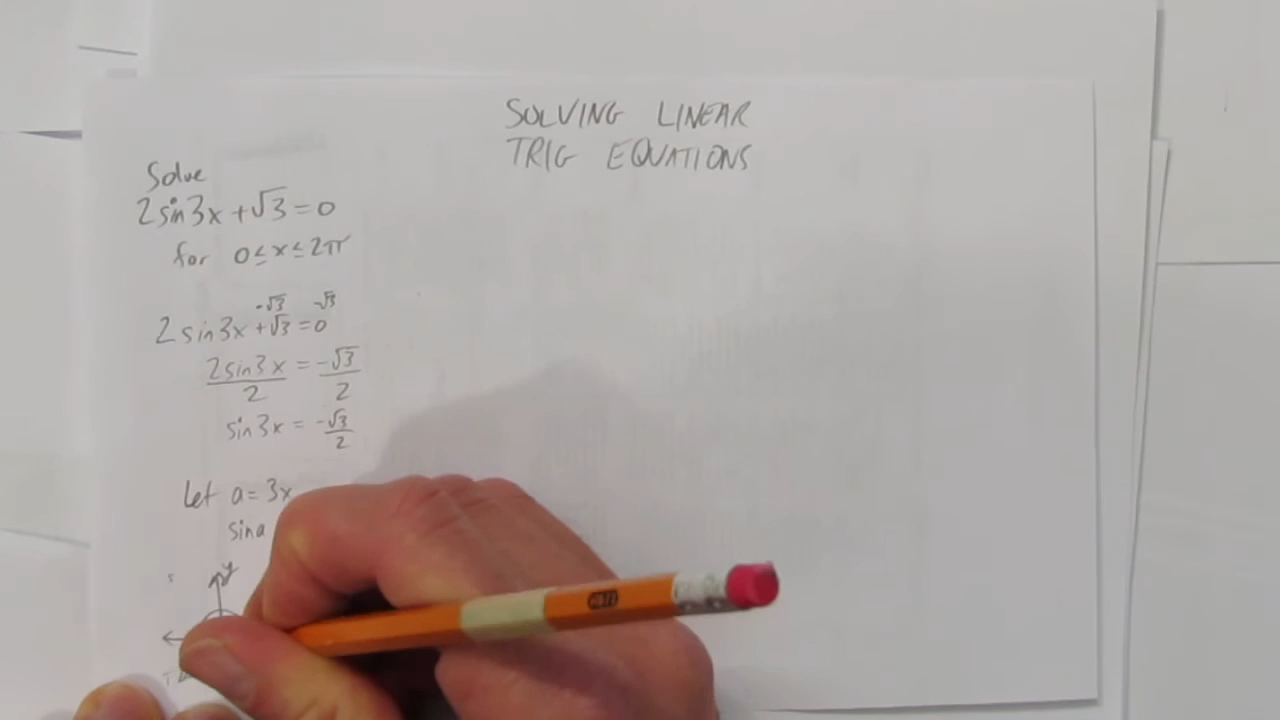 SOLVING LINEAR
TRIG EQUATIONS
Solve
2sin3x+√3=0
for 0≤x≤2π
-√3 -√3
2sin3x+√3=0
2sin3x/2 = -√3/2
sin3x = -√3/2
Let a=3x
sina
y